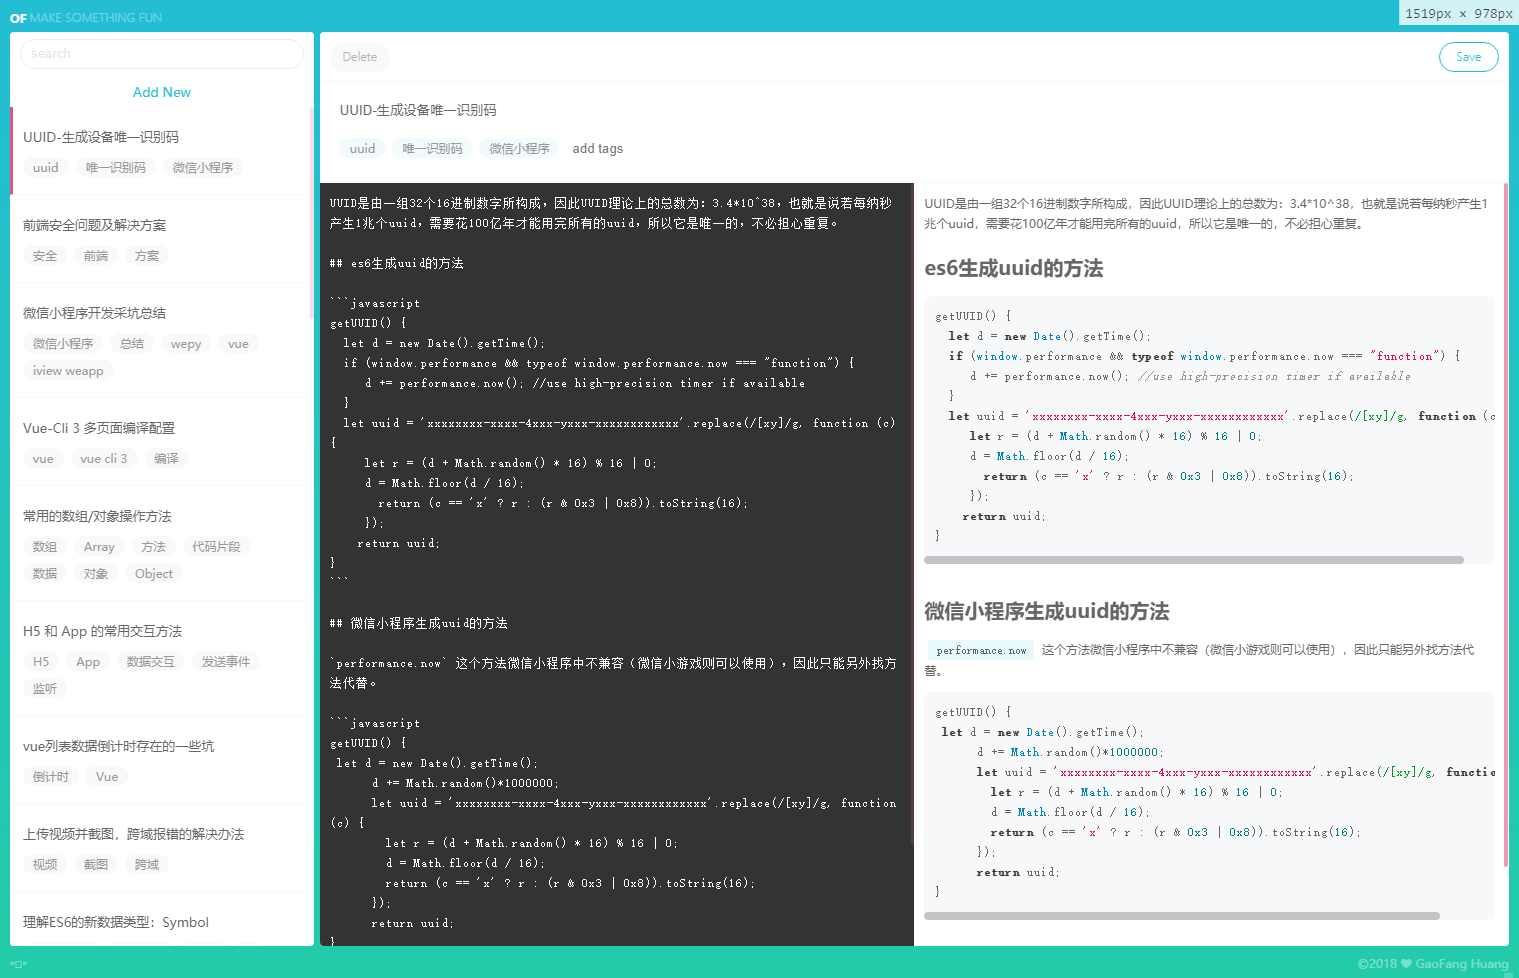 OF MAKE SOMETHING FUN
1519px × 978px
search
Add New
UUID-生成设备唯一识别码
uuid 唯一识别码 微信小程序
前端安全问题及解决方案
安全 前端 方案
微信小程序开发采坑总结
微信小程序 总结 wepy vue
iview weapp
Vue-Cli 3 多页面编译配置
vue vue cli 3 编译
常用的数组/对象操作方法
数组 Array 方法 代码片段
数据 对象 Object
H5 和 App 的常用交互方法
H5 App 数据交互 发送事件
监听
vue列表数据倒计时存在的一些坑
倒计时 Vue
上传视频并截图，跨域报错的解决办法
视频 截图 跨域
理解ES6的新数据类型：Symbol
Delete
Save
UUID-生成设备唯一识别码
uuid 唯一识别码 微信小程序 add tags
UUID是由一组32个16进制数字所构成，因此UUID理论上的总数为：3.4*10^38，也就是说若每纳秒
产生1兆个uuid，需要花100亿年才能用完所有的uuid，所以它是唯一的，不必担心重复。
## es6生成uuid的方法
```javascript
getUUID() {
let d = new Date().getTime();
if (window.performance && typeof window.performance.now === "function") {
d += performance.now(); //use high-precision timer if available
}
let uuid = 'xxxxxxxx-xxxx-4xxx-yxxx-xxxxxxxxxxxx'.replace(/[xy]/g, function (c)
{
let r = (d + Math.random() * 16) % 16 | 0;
d = Math.floor(d / 16);
return (c == 'x' ? r : (r & 0x3 | 0x8)).toString(16);
});
return uuid;
}
```
## 微信小程序生成uuid的方法
`performance.now` 这个方法微信小程序中不兼容（微信小游戏则可以使用），因此只能另外找方
法代替。
```javascript
getUUID() {
let d = new Date().getTime();
d += Math.random()*1000000;
let uuid = 'xxxxxxxx-xxxx-4xxx-yxxx-xxxxxxxxxxxx'.replace(/[xy]/g, function
(c) {
let r = (d + Math.random() * 16) % 16 | 0;
d = Math.floor(d / 16);
return (c == 'x' ? r : (r & 0x3 | 0x8)).toString(16);
});
return uuid;
}
UUID是由一组32个16进制数字所构成，因此UUID理论上的总数为：3.4*10^38，也就是说若每纳秒产生1
兆个uuid，需要花100亿年才能用完所有的uuid，所以它是唯一的，不必担心重复。
es6生成uuid的方法
getUUID() {
let d = new Date().getTime();
if (window.performance && typeof window.performance.now === "function") {
d += performance.now(); //use high-precision timer if available
}
let uuid = 'xxxxxxxx-xxxx-4xxx-yxxx-xxxxxxxxxxxx'.replace(/[xy]/g, function (c
let r = (d + Math.random() * 16) % 16 | 0;
d = Math.floor(d / 16);
return (c == 'x' ? r : (r & 0x3 | 0x8)).toString(16);
});
return uuid;
}
微信小程序生成uuid的方法
performance.now 这个方法微信小程序中不兼容（微信小游戏则可以使用），因此只能另外找方法代
替。
getUUID() {
let d = new Date().getTime();
d += Math.random()*1000000;
let uuid = 'xxxxxxxx-xxxx-4xxx-yxxx-xxxxxxxxxxxx'.replace(/[xy]/g, functio
let r = (d + Math.random() * 16) % 16 | 0;
d = Math.floor(d / 16);
return (c == 'x' ? r : (r & 0x3 | 0x8)).toString(16);
});
return uuid;
}
©2018 ♥ GaoFang Huang